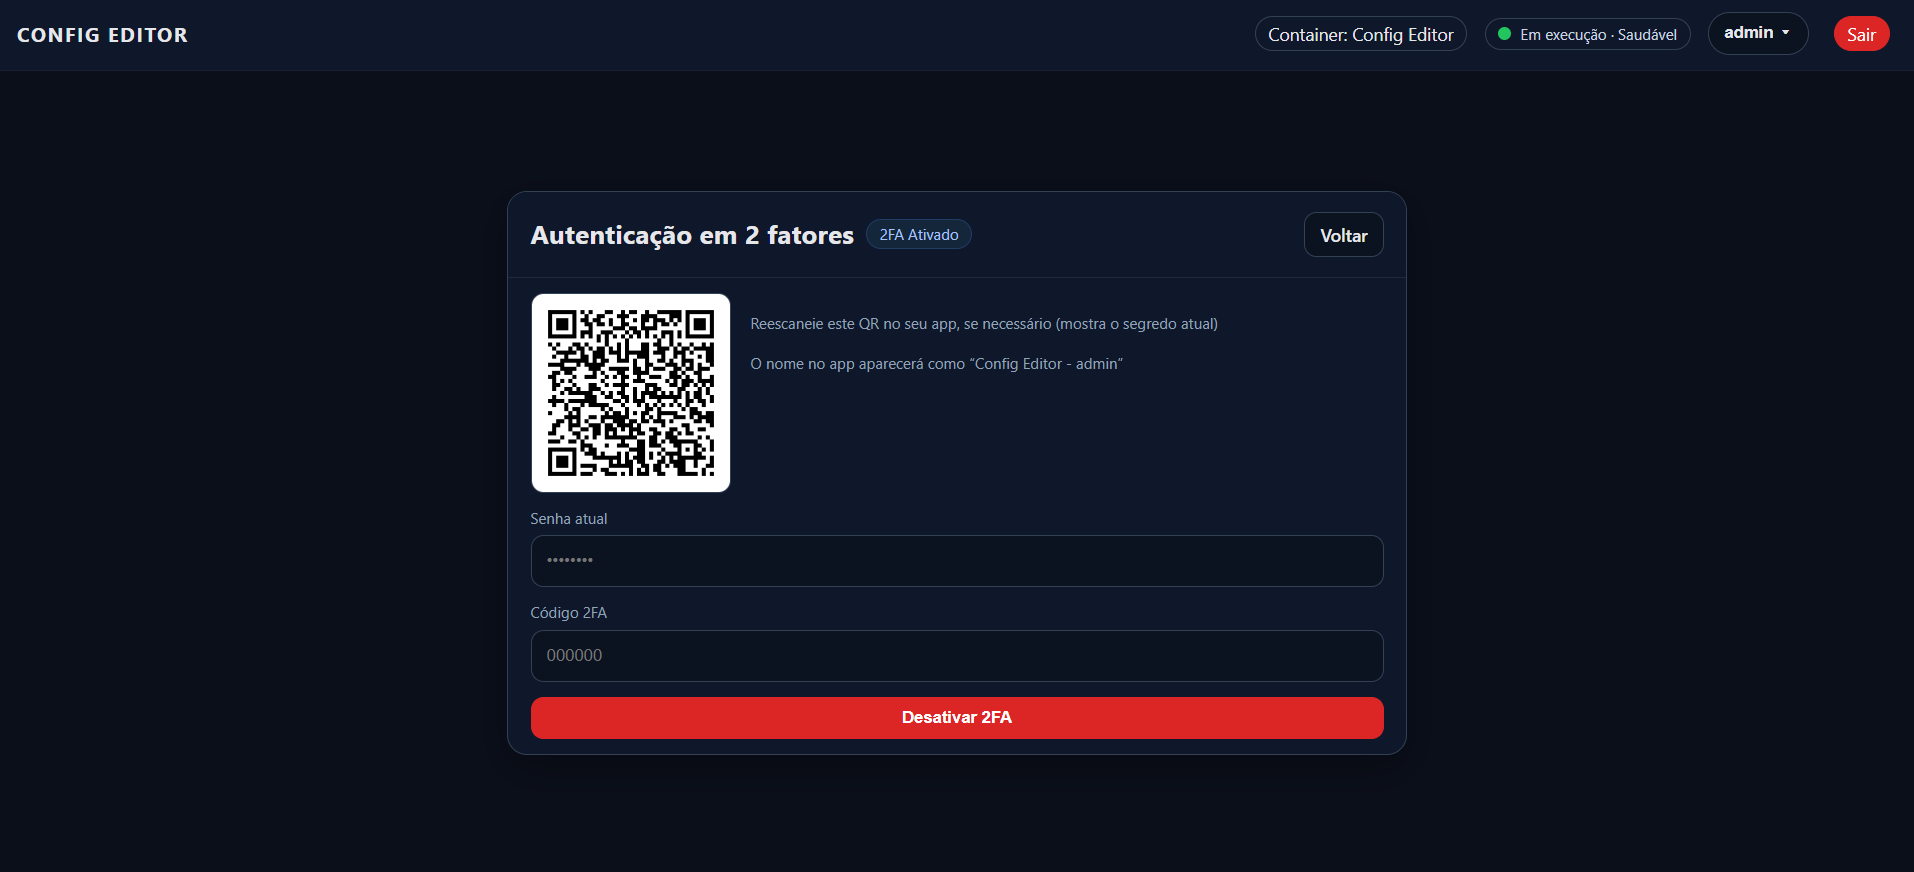 CONFIG EDITOR
Container: Config Editor
Em execução · Saudável
admin
Sair
Autenticação em 2 fatores
2FA Ativado
Voltar
Reescaneie este QR no seu app, se necessário (mostra o segredo atual)
O nome no app aparecerá como “Config Editor - admin”
Senha atual
••••••••
Código 2FA
000000
Desativar 2FA